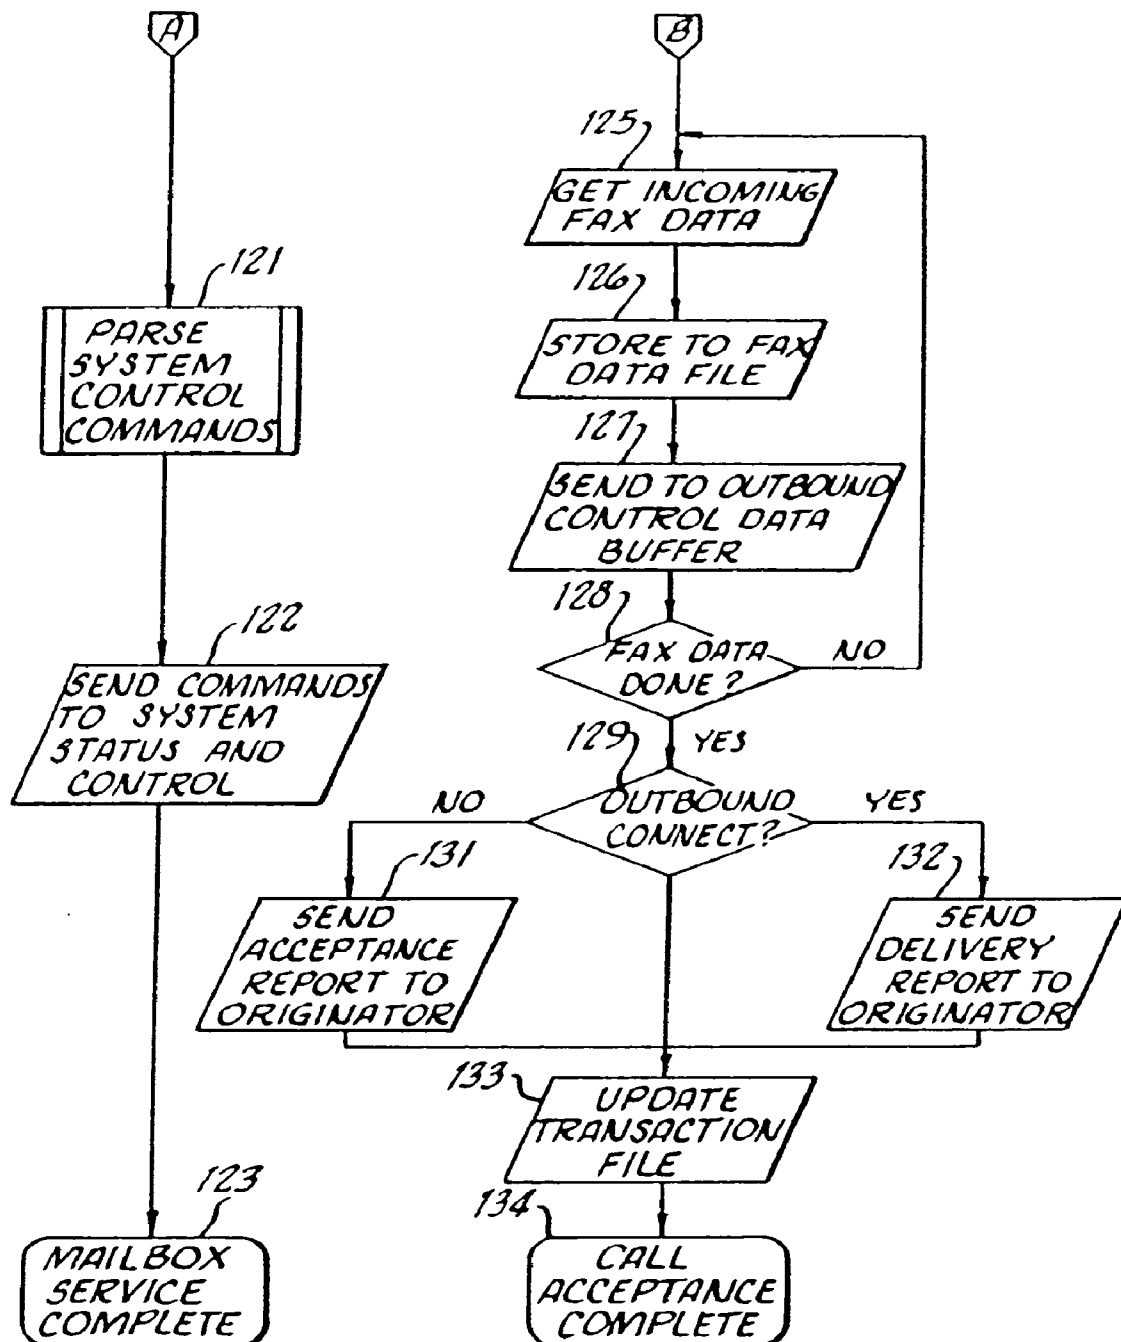 A
121
PARSE
SYSTEM
CONTROL
COMMANDS
122
SEND COMMANDS
TO SYSTEM
STATUS AND
CONTROL
123
MAILBOX
SERVICE
COMPLETE
B
125
GET INCOMING
FAX DATA
126
STORE TO FAX
DATA FILE
127
SEND TO OUTBOUND
CONTROL DATA
BUFFER
128
FAX DATA
DONE?
NO
YES
129
OUTBOUND
CONNECT?
NO
YES
131
SEND
ACCEPTANCE
REPORT TO
ORIGINATOR
132
SEND
DELIVERY
REPORT TO
ORIGINATOR
133
UPDATE
TRANSACTION
FILE
134
CALL
ACCEPTANCE
COMPLETE